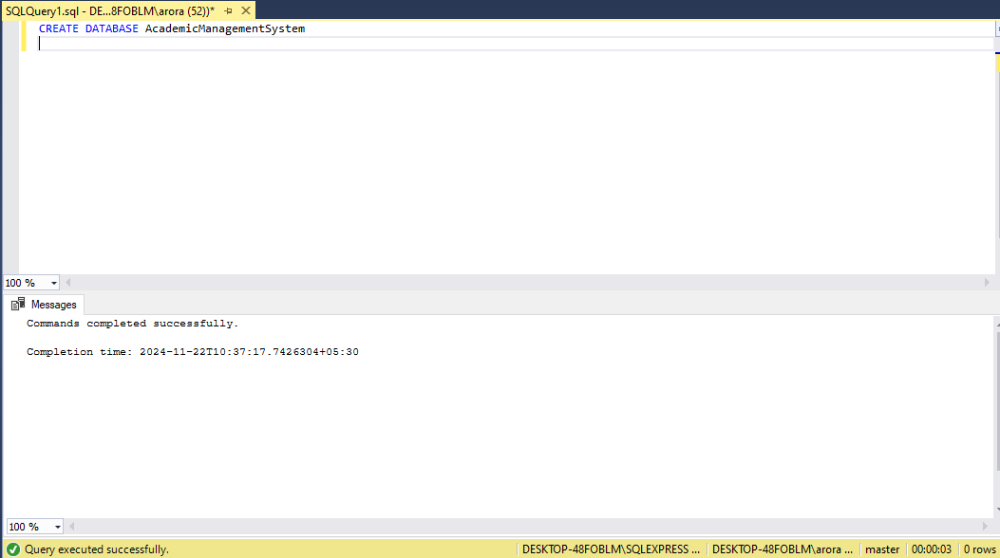 SQLQuery1.sql - DE...8FOBLM\arora (52))*
CREATE DATABASE AcademicManagementSystem
100 %
Messages
Commands completed successfully.
Completion time: 2024-11-22T10:37:17.7426304+05:30
100 %
Query executed successfully.
DESKTOP-48FOBLM\SQLEXPRESS ...
DESKTOP-48FOBLM\arora ...
master
00:00:03
0 rows